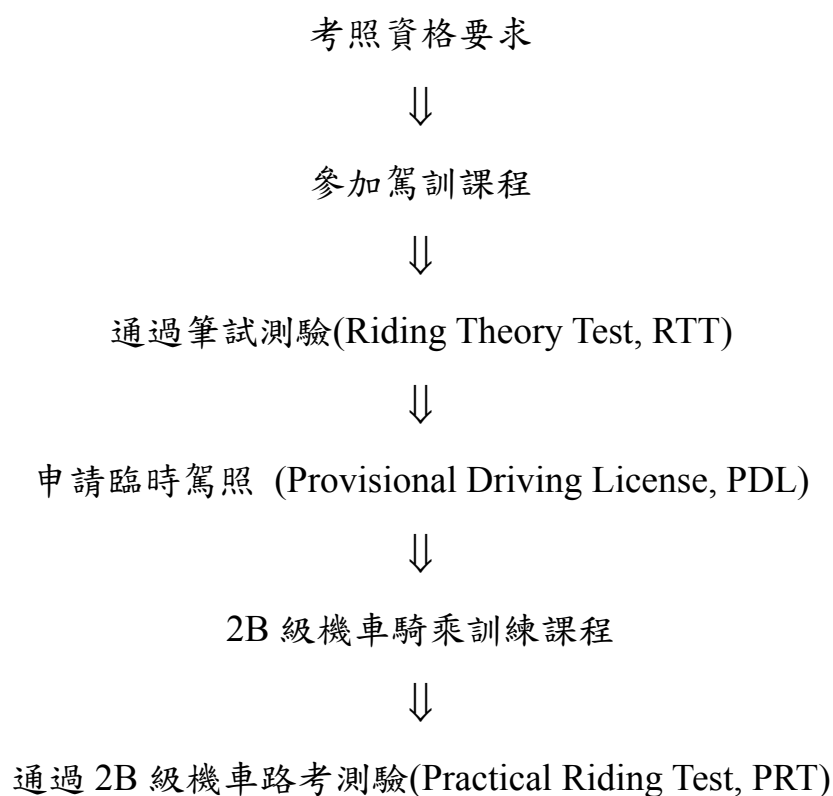 考照資格要求
⇓
參加駕訓課程
⇓
通過筆試測驗(Riding Theory Test, RTT)
⇓
申請臨時駕照 (Provisional Driving License, PDL)
⇓
2B 級機車騎乘訓練課程
⇓
通過 2B 級機車路考測驗(Practical Riding Test, PRT)